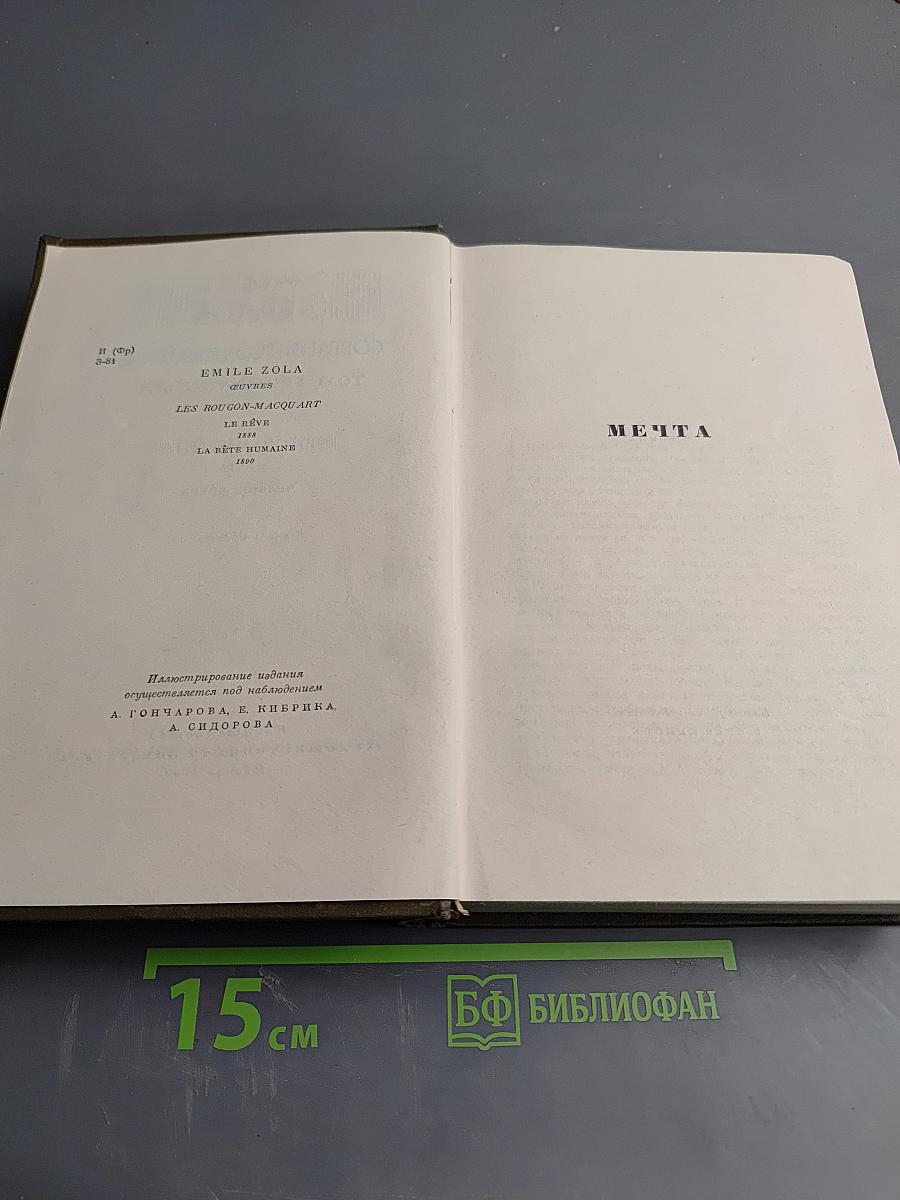 И (Фр)
З-81
EMILE ZOLA
ŒUVRES
LES ROUGON-MACQUART
LE RÊVE
1888
LA BÊTE HUMAINE
1890
Иллюстрирование издания
осуществляется под наблюдением
А. ГОНЧАРОВА, Е. КИБРИКА,
А. СИДОРОВА
МЕЧТА
15 см
БФ БИБЛИОФАН